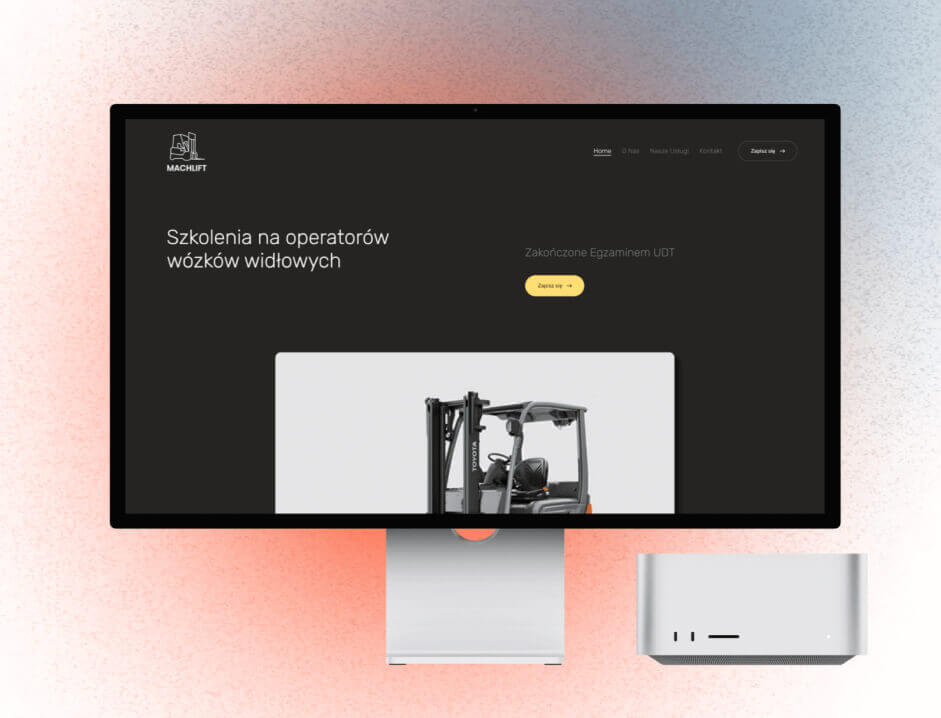 MACHLIFT
Home O Nas Nasze Usługi Kontakt Zapisz się →
Szkolenia na operatorów
wózków widłowych
Zakończone Egzaminem UDT
Zapisz się →
TOYOTA